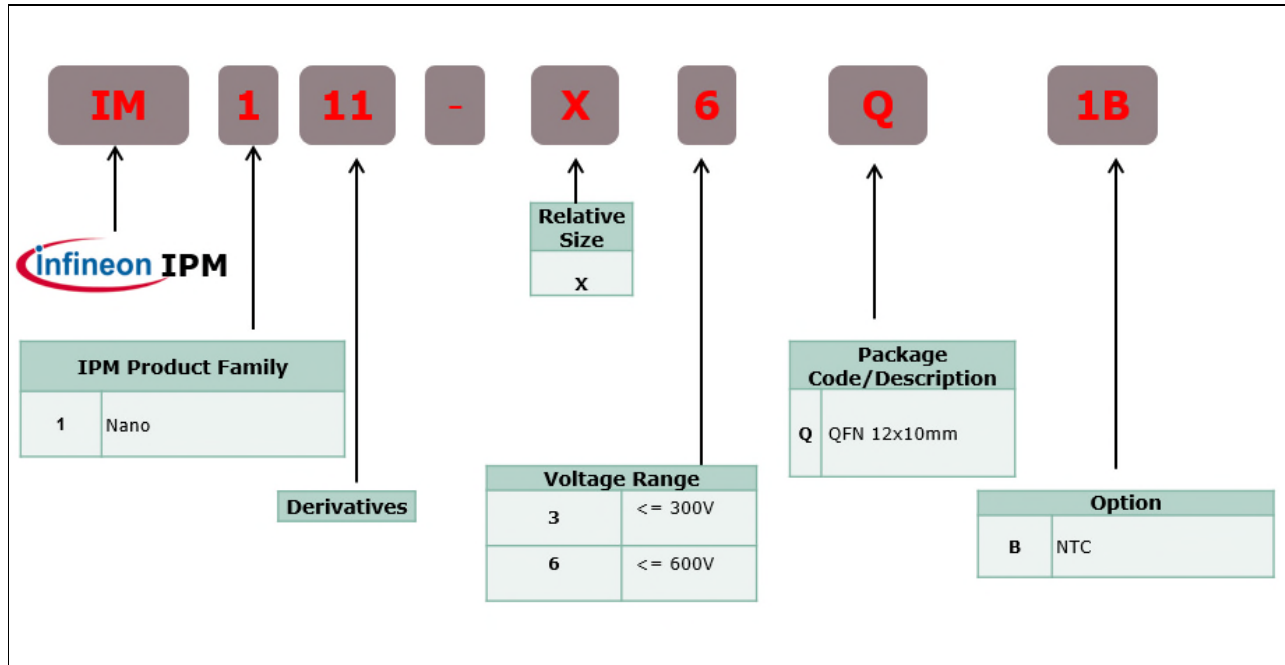 IM 1 11 - X 6 Q 1B
Relative
Size
X
infineon IPM
IPM Product Family
1 Nano
Package
Code/Description
Q QFN 12x10mm
Derivatives
Voltage Range
3 <= 300V
6 <= 600V
Option
B NTC